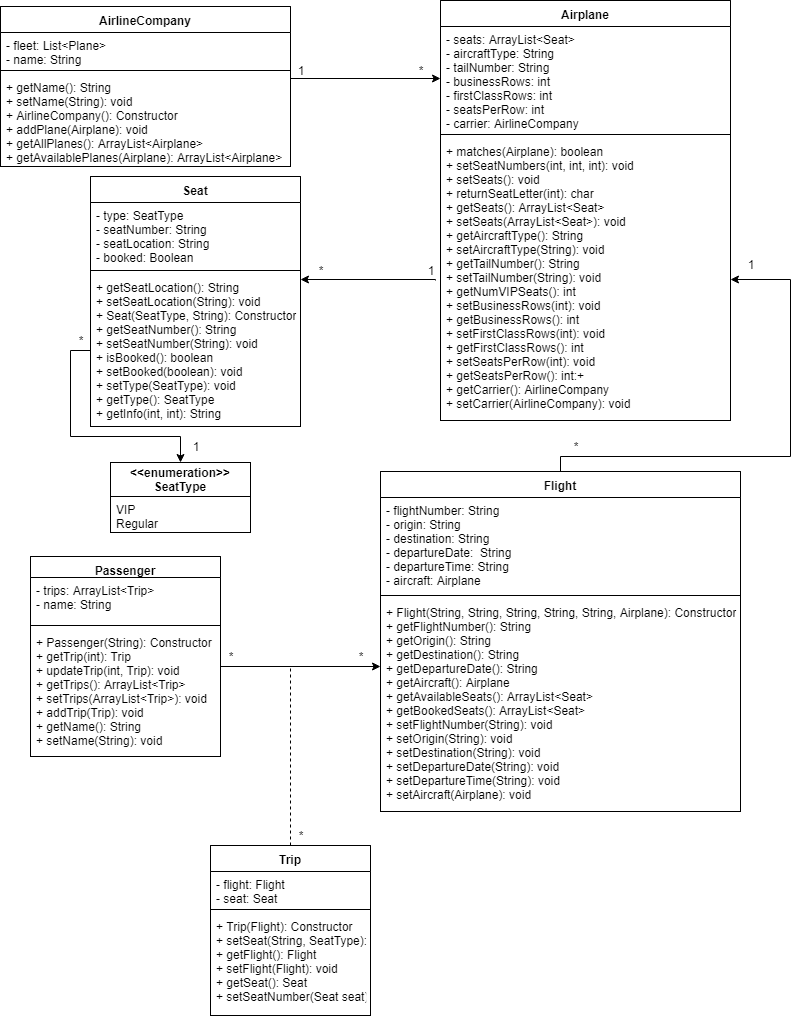 AirlineCompany
- fleet: List<Plane>
- name: String
+ getName(): String
+ setName(String): void
+ AirlineCompany(): Constructor
+ addPlane(Airplane): void
+ getAllPlanes(): ArrayList<Airplane>
+ getAvailablePlanes(Airplane): ArrayList<Airplane>
1
*
Airplane
- seats: ArrayList<Seat>
- aircraftType: String
- tailNumber: String
- businessRows: int
- firstClassRows: int
- seatsPerRow: int
- carrier: AirlineCompany
+ matches(Airplane): boolean
+ setSeatNumbers(int, int, int): void
+ setSeats(): void
+ returnSeatLetter(int): char
+ getSeats(): ArrayList<Seat>
+ setSeats(ArrayList<Seat>): void
+ getAircraftType(): String
+ setAircraftType(String): void
+ getTailNumber(): String
+ setTailNumber(String): void
+ getNumVIPSeats(): int
+ setBusinessRows(int): void
+ getBusinessRows(): int
+ setFirstClassRows(int): void
+ getFirstClassRows(): int
+ setSeatsPerRow(int): void
+ getSeatsPerRow(): int:+
+ getCarrier(): AirlineCompany
+ setCarrier(AirlineCompany): void
Seat
- type: SeatType
- seatNumber: String
- seatLocation: String
- booked: Boolean
+ getSeatLocation(): String
+ setSeatLocation(String): void
+ Seat(SeatType, String): Constructor
+ getSeatNumber(): String
+ setSeatNumber(String): void
+ isBooked(): boolean
+ setBooked(boolean): void
+ setType(SeatType): void
+ getType(): SeatType
+ getInfo(int, int): String
*
1
1
*
*
1
<<enumeration>>
SeatType
VIP
Regular
Flight
- flightNumber: String
- origin: String
- destination: String
- departureDate:  String
- departureTime: String
- aircraft: Airplane
+ Flight(String, String, String, String, String, Airplane): Constructor
+ getFlightNumber(): String
+ getOrigin(): String
+ getDestination(): String
+ getDepartureDate(): String
+ getAircraft(): Airplane
+ getAvailableSeats(): ArrayList<Seat>
+ getBookedSeats(): ArrayList<Seat>
+ setFlightNumber(String): void
+ setOrigin(String): void
+ setDestination(String): void
+ setDepartureDate(String): void
+ setDepartureTime(String): void
+ setAircraft(Airplane): void
Passenger
- trips: ArrayList<Trip>
- name: String
+ Passenger(String): Constructor
+ getTrip(int): Trip
+ updateTrip(int, Trip): void
+ getTrips(): ArrayList<Trip>
+ setTrips(ArrayList<Trip>): void
+ addTrip(Trip): void
+ getName(): String
+ setName(String): void
*
*
*
Trip
- flight: Flight
- seat: Seat
+ Trip(Flight): Constructor
+ setSeat(String, SeatType):
+ getFlight(): Flight
+ setFlight(Flight): void
+ getSeat(): Seat
+ setSeatNumber(Seat seat)